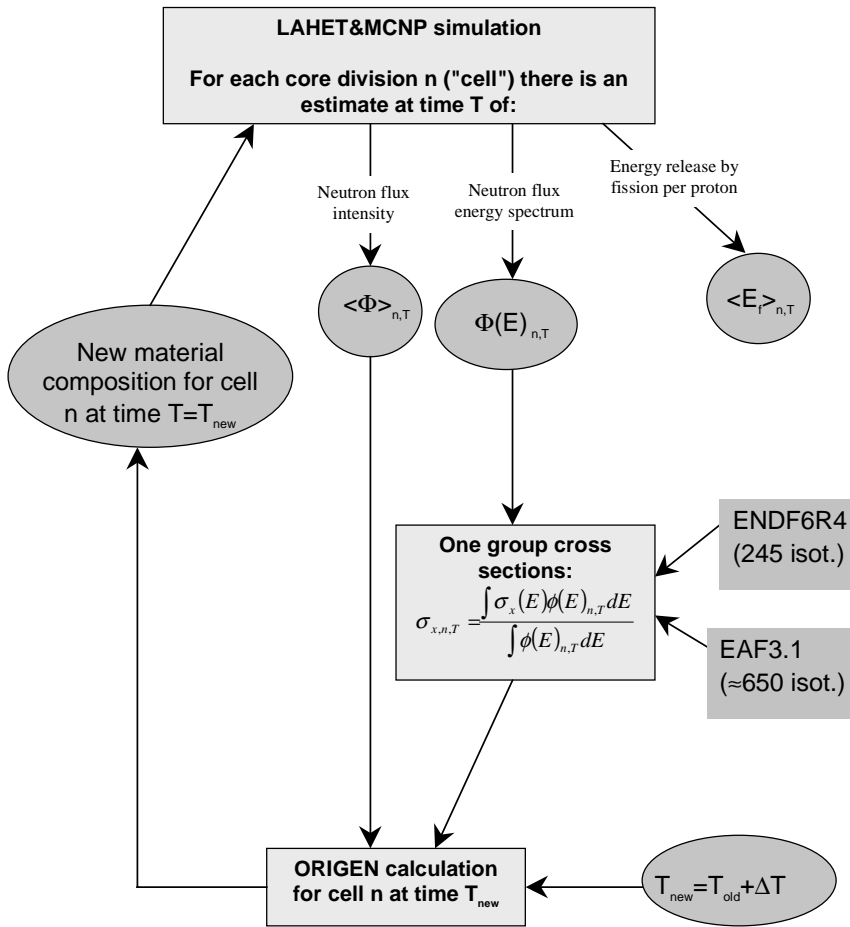 LAHET&MCNP simulation
For each core division n ("cell") there is an
estimate at time T of:
Neutron flux
intensity
Neutron flux
energy spectrum
Energy release by
fission per proton
<Φ>n,T
Φ(E) n,T
<Ef>n,T
New material
composition for cell
n at time T=Tnew
One group cross
sections:
σx,n,T = ∫σx(E)ϕ(E)n,T dE / ∫ϕ(E)n,T dE
ENDF6R4
(245 isot.)
EAF3.1
(≈650 isot.)
ORIGEN calculation
for cell n at time Tnew
Tnew=Told+ΔT